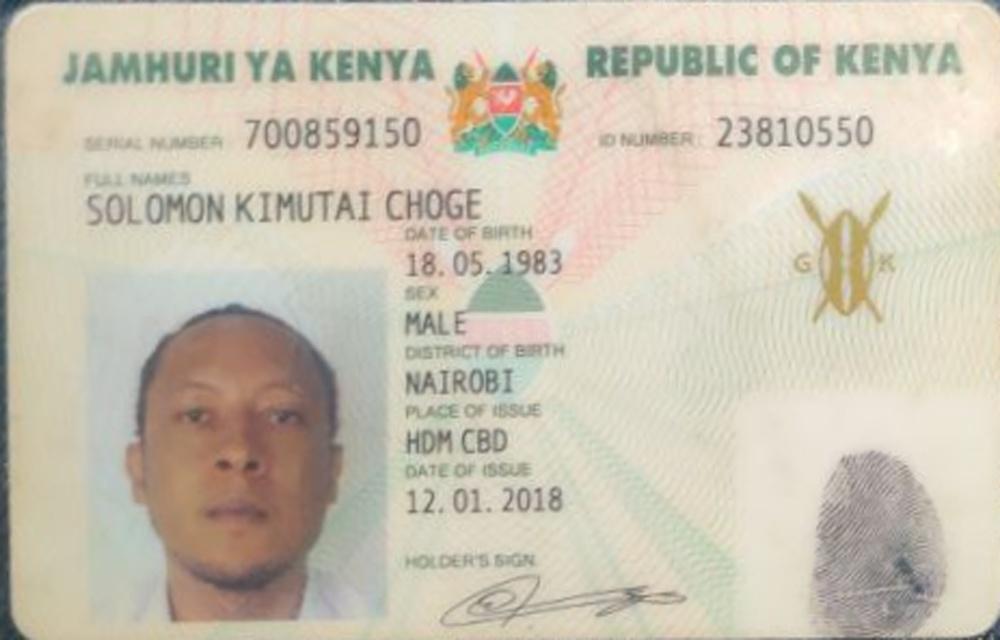 JAMHURI YA KENYA REPUBLIC OF KENYA
SERIAL NUMBER: 700859150 ID NUMBER: 23810550
FULL NAMES
SOLOMON KIMUTAI CHOGE
DATE OF BIRTH
18.05.1983
SEX
MALE
DISTRICT OF BIRTH
NAIROBI
PLACE OF ISSUE
HDM CBD
DATE OF ISSUE
12.01.2018
HOLDER'S SIGN.
G K